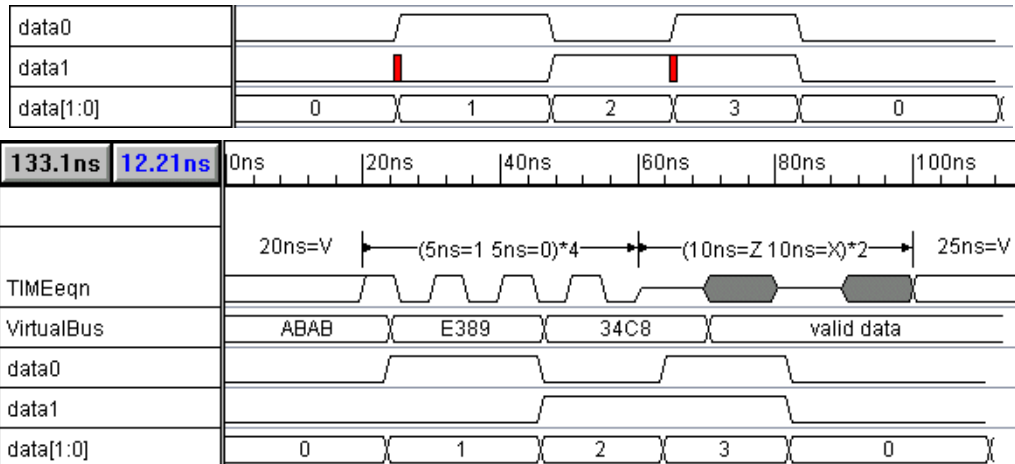 data0
data1
data[1:0] 0 1 2 3 0
133.1ns 12.21ns 0ns 20ns 40ns 60ns 80ns 100ns
20ns=V (5ns=1 5ns=0)*4 (10ns=Z 10ns=X)*2 25ns=V
TIMEeqn
VirtualBus ABAB E389 34C8 valid data
data0
data1
data[1:0] 0 1 2 3 0